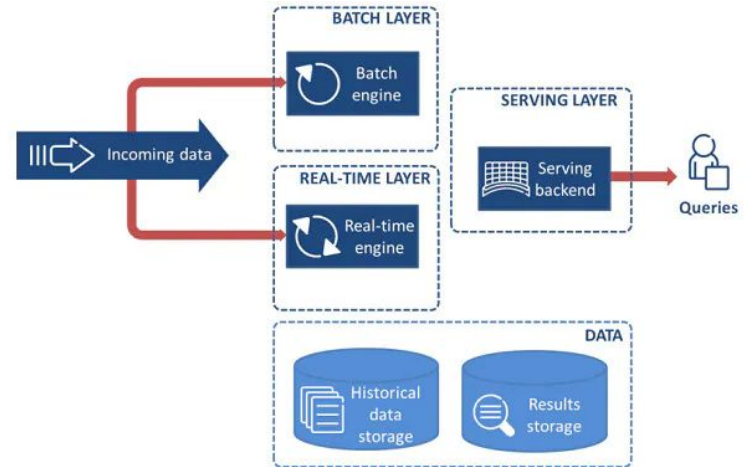 BATCH LAYER
Batch
engine
Incoming data
REAL-TIME LAYER
Real-time
engine
SERVING LAYER
Serving
backend
Queries
DATA
Historical
data
storage
Results
storage